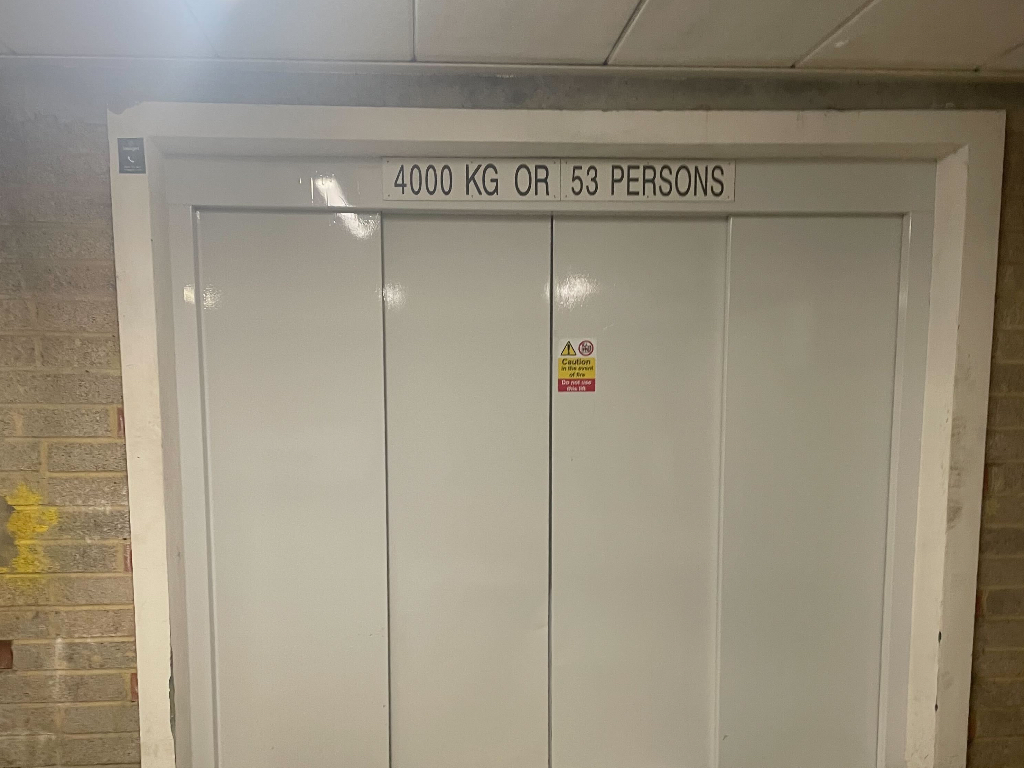 4000 KG OR 53 PERSONS
Caution
in the event
of fire
Do not use
this lift